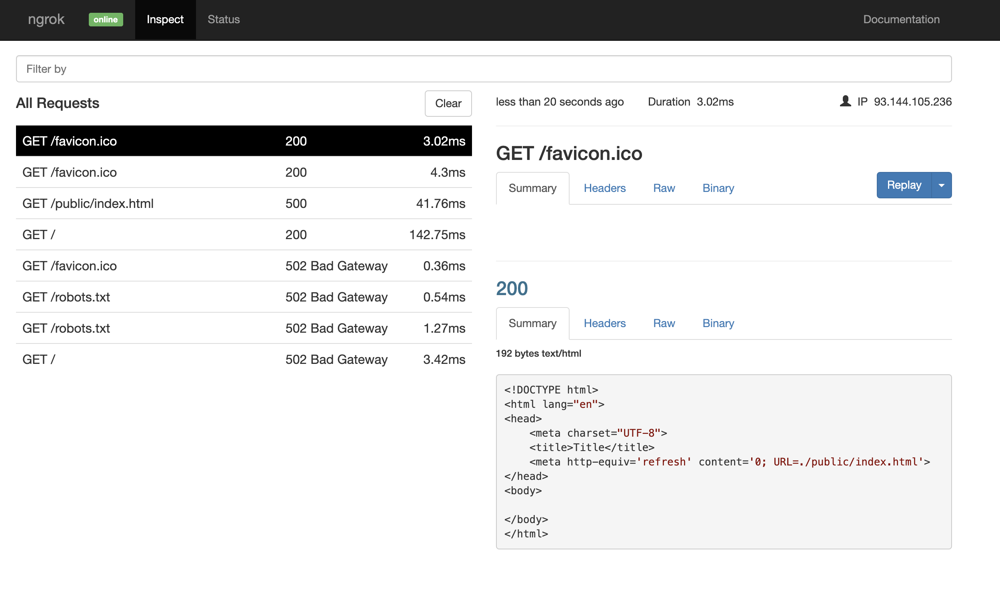 ngrok online Inspect Status Documentation
Filter by
All Requests Clear
GET /favicon.ico 200 3.02ms
GET /favicon.ico 200 4.3ms
GET /public/index.html 500 41.76ms
GET / 200 142.75ms
GET /favicon.ico 502 Bad Gateway 0.36ms
GET /robots.txt 502 Bad Gateway 0.54ms
GET /robots.txt 502 Bad Gateway 1.27ms
GET / 502 Bad Gateway 3.42ms
less than 20 seconds ago Duration 3.02ms IP 93.144.105.236
GET /favicon.ico
Summary Headers Raw Binary Replay
200
Summary Headers Raw Binary
192 bytes text/html
<!DOCTYPE html>
<html lang="en">
<head>
    <meta charset="UTF-8">
    <title>Title</title>
    <meta http-equiv='refresh' content='0; URL=./public/index.html'>
</head>
<body>

</body>
</html>